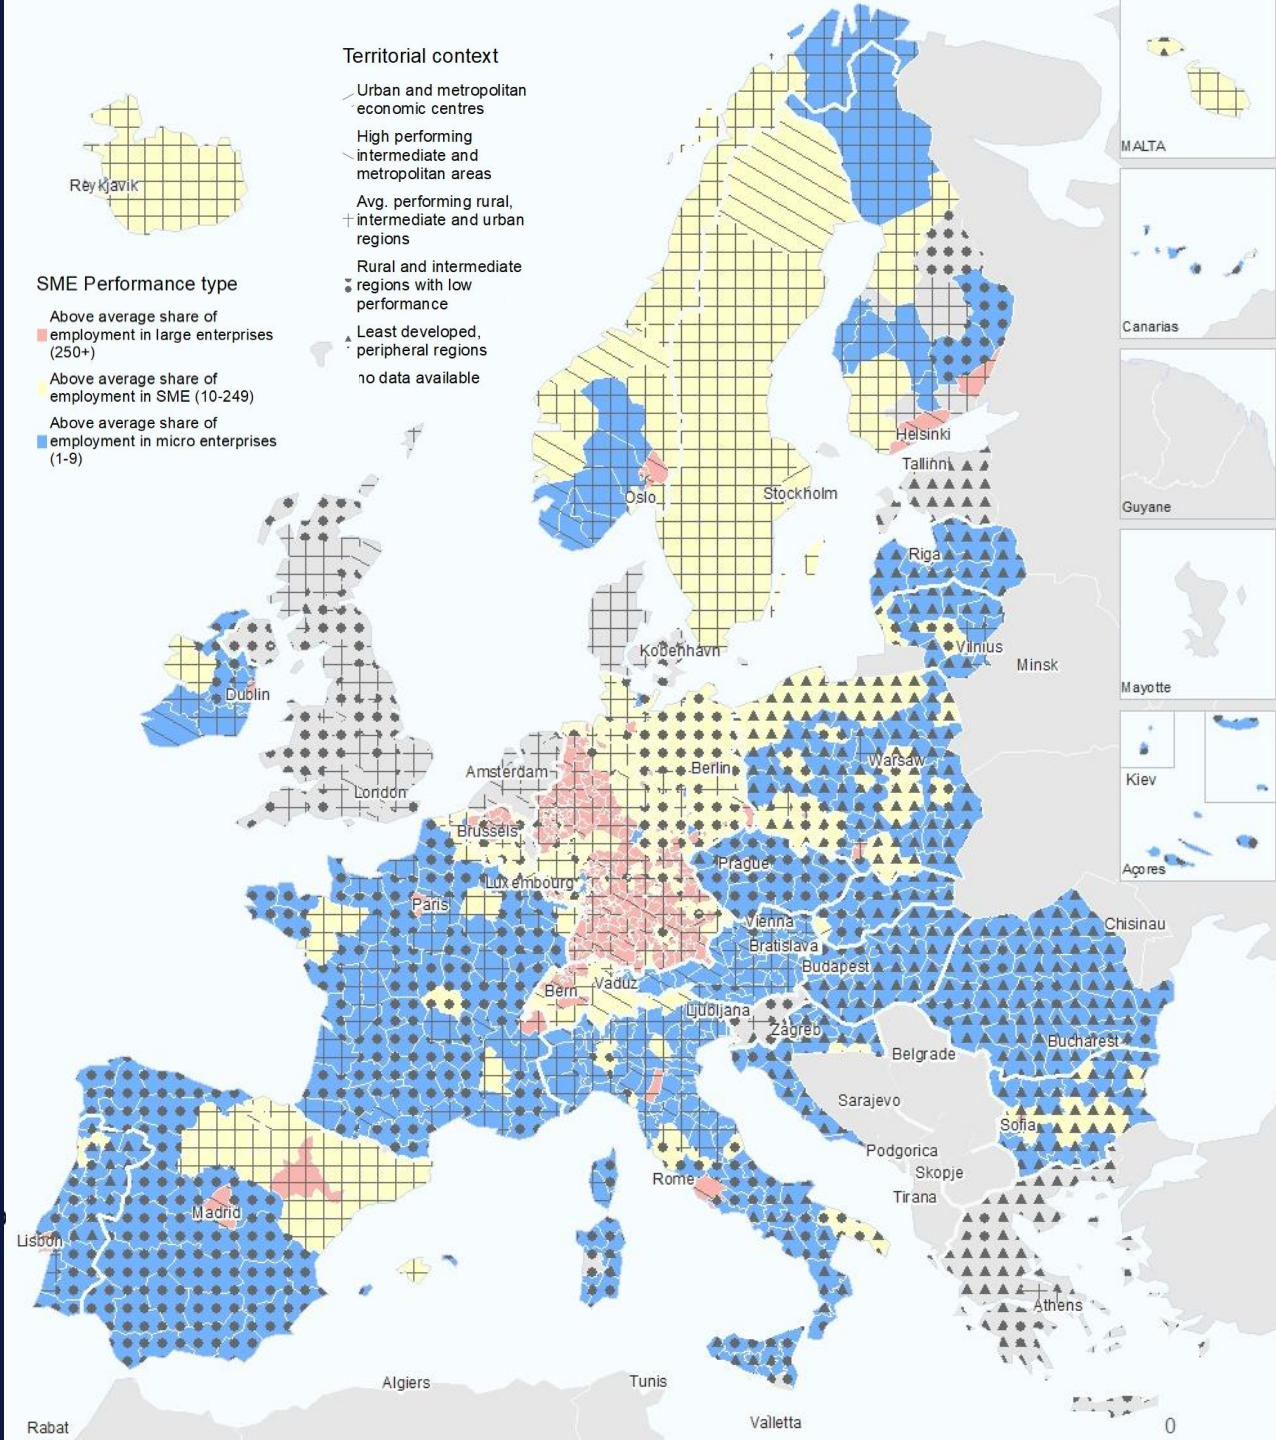 Territorial context
Urban and metropolitan
economic centres
High performing
intermediate and
metropolitan areas
Avg. performing rural,
intermediate and urban
regions
Rural and intermediate
regions with low
performance
Least developed,
peripheral regions
no data available
SME Performance type
Above average share of
employment in large enterprises
(250+)
Above average share of
employment in SME (10-249)
Above average share of
employment in micro enterprises
(1-9)
Reykjavik
MALTA
Canarias
Guyane
Mayotte
Kiev
Açores
Helsinki
Tallinn
Oslo
Stockholm
Riga
Kobenhavn
Vilnius
Minsk
Dublin
Amsterdam
Berlin
Warsaw
London
Brussels
Prague
Luxembourg
Paris
Vienna
Chisinau
Bratislava
Budapest
Bern
Vaduz
Ljubljana
Zagreb
Bucharest
Belgrade
Sarajevo
Sofia
Podgorica
Skopje
Rome
Tirana
Madrid
Lisbon
Athens
Algiers
Tunis
Valletta
Rabat
0